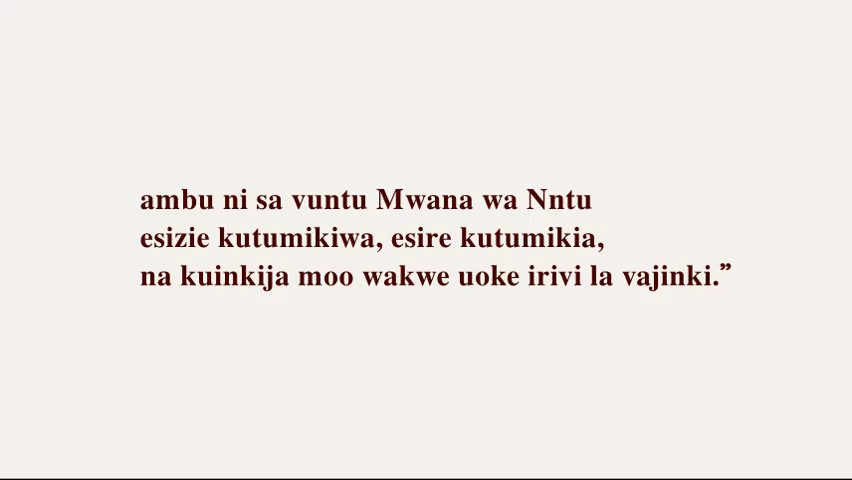 ambu ni sa vuntu Mwana wa Nntu
esizie kutumikiwa, esire kutumikia,
na kuinkija moo wakwe uoke irivi la vajinki.”